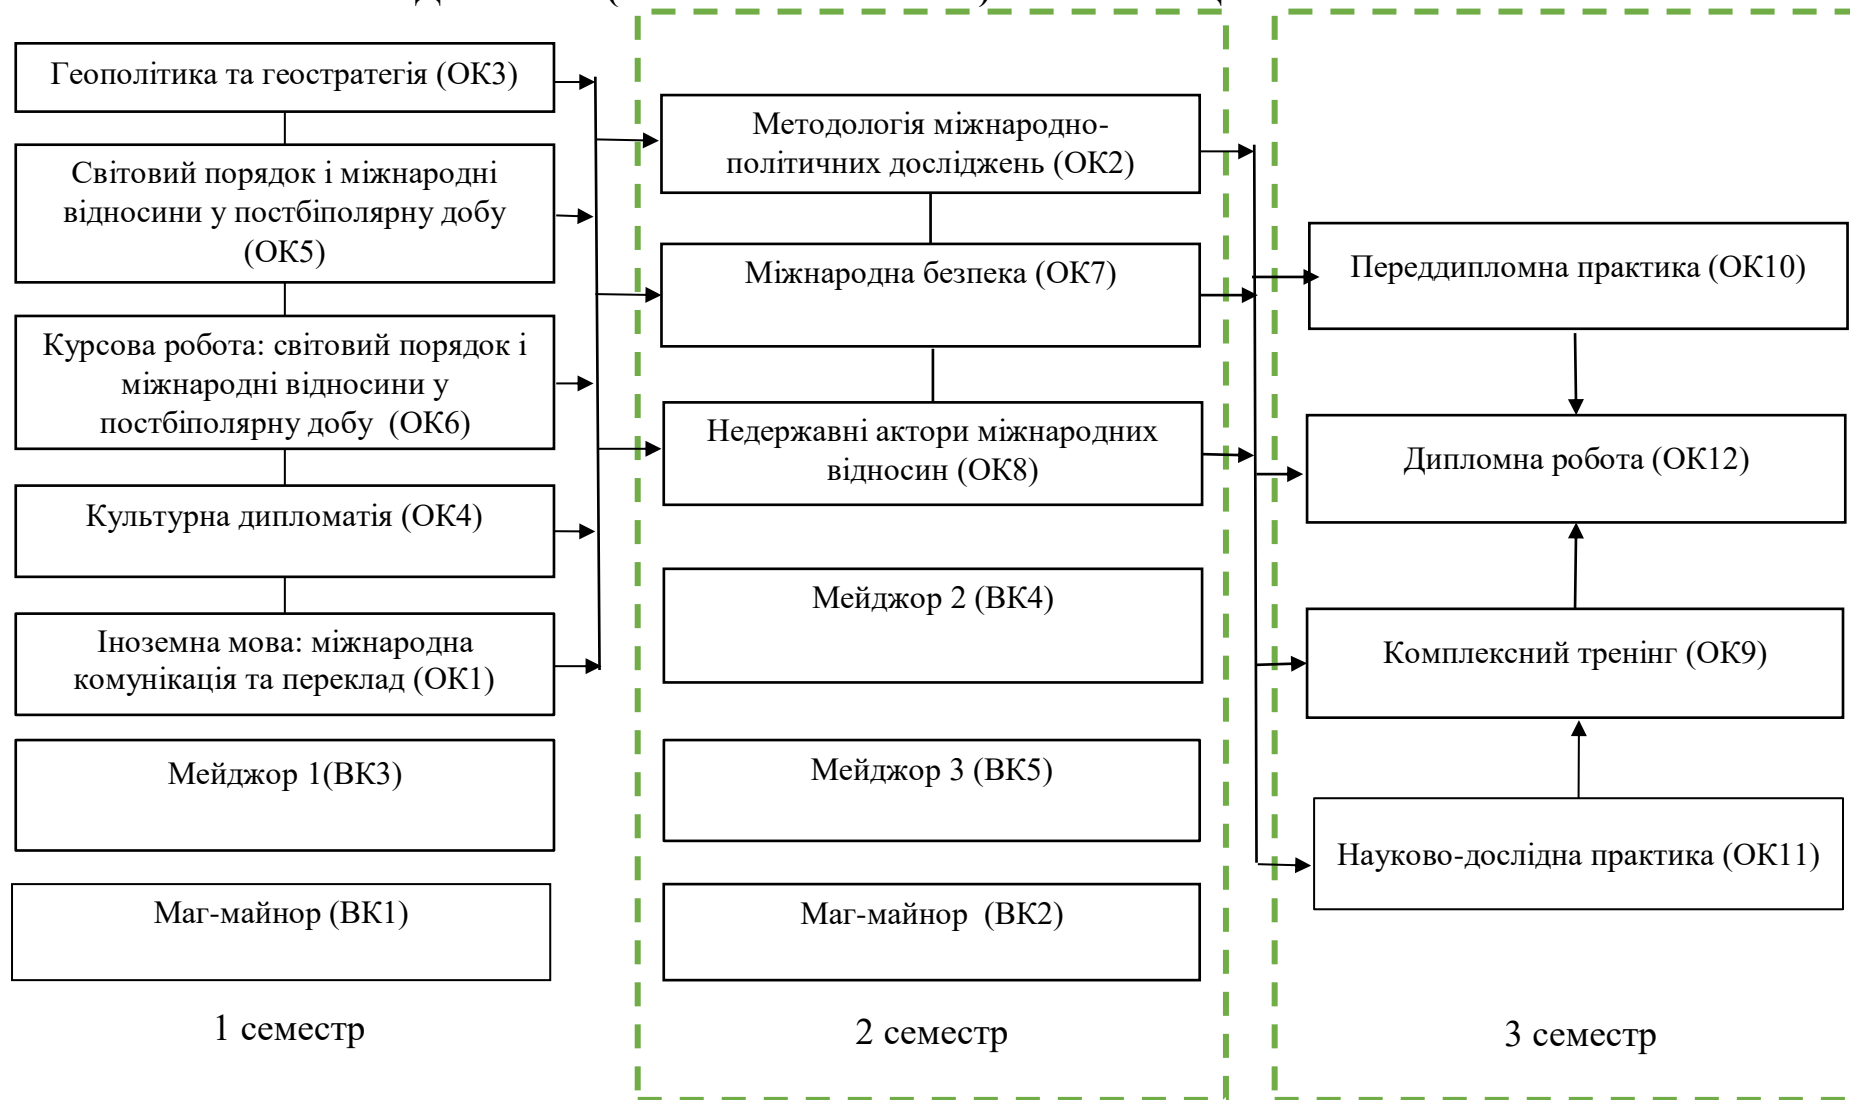 Геополітика та геостратегія (ОК3)
Світовий порядок і міжнародні
відносини у постбіполярну добу
(ОК5)
Курсова робота: світовий порядок і
міжнародні відносини у
постбіполярну добу (ОК6)
Культурна дипломатія (ОК4)
Іноземна мова: міжнародна
комунікація та переклад (ОК1)
Мейджор 1(ВК3)
Маг-майнор (ВК1)
1 семестр
Методологія міжнародно-
політичних досліджень (ОК2)
Міжнародна безпека (ОК7)
Недержавні актори міжнародних
відносин (ОК8)
Мейджор 2 (ВК4)
Мейджор 3 (ВК5)
Маг-майнор (ВК2)
2 семестр
Переддипломна практика (ОК10)
Дипломна робота (ОК12)
Комплексний тренінг (ОК9)
Науково-дослідна практика (ОК11)
3 семестр